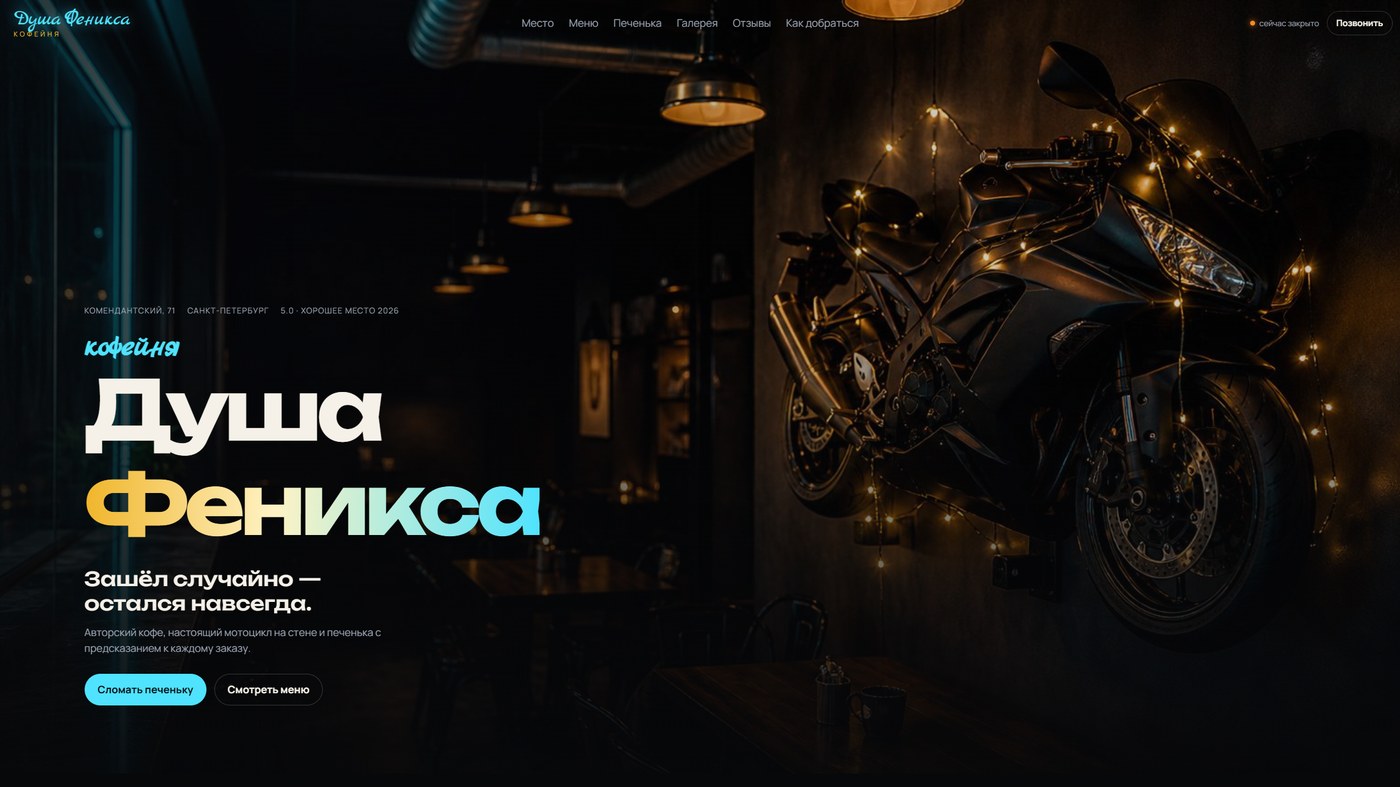 Душа Феникса
КОФЕЙНЯ
Место Меню Печенька Галерея Отзывы Как добраться
сейчас закрыто
Позвонить
КОМЕНДАНТСКИЙ, 71 САНКТ-ПЕТЕРБУРГ 5.0 · ХОРОШЕЕ МЕСТО 2026
кофейня
Душа
Феникса
Зашёл случайно —
остался навсегда.
Авторский кофе, настоящий мотоцикл на стене и печенька с
предсказанием к каждому заказу.
Сломать печеньку
Смотреть меню